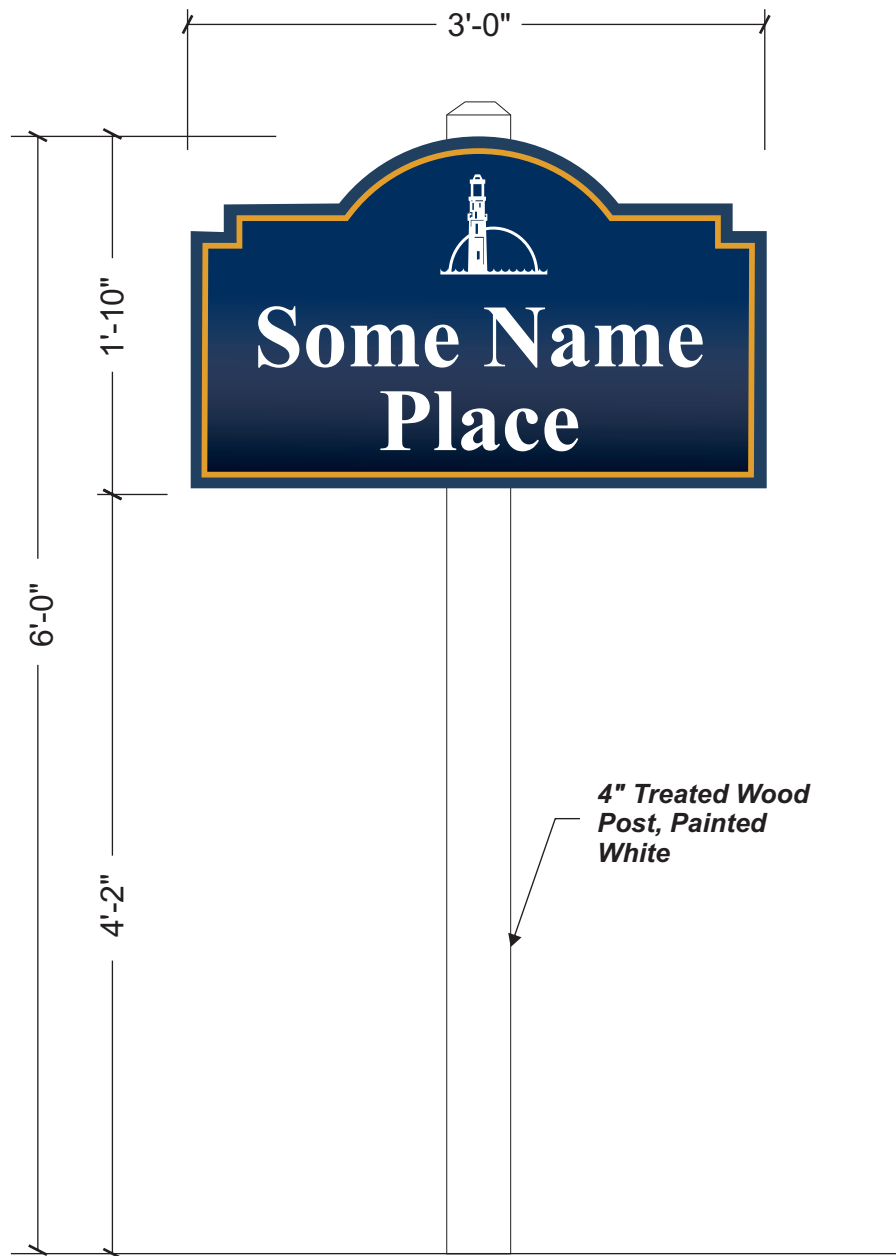 3'-0"
1'-10"
Some Name
Place
6'-0"
4" Treated Wood
Post, Painted
White
4'-2"